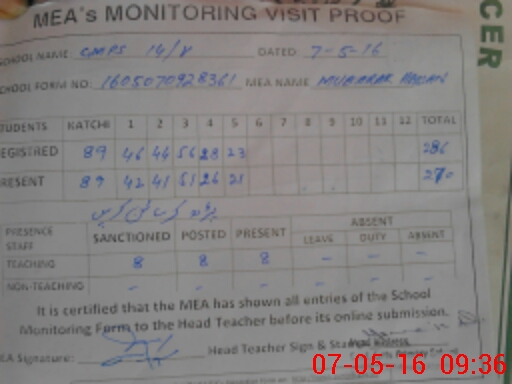 MEA's MONITORING VISIT PROOF
CER
SCHOOL NAME GMPS 14/V DATED 7-5-16
SCHOOL FORM NO: 1605070928361 MEA NAME MUBARAK HASSAN
STUDENTS KATCHI 1 2 3 4 5 6 7 8 9 10 11 12 TOTAL
REGISTRED 89 46 44 56 28 23 286
PRESENT 89 42 41 51 26 21 270
PRESENCE STAFF SANCTIONED POSTED PRESENT ABSENT
LEAVE DUTY ABSENT
TEACHING 8 8 8 - - -
NON-TEACHING - - - - - -
It is certified that the MEA has shown all entries of the School
Monitoring Form to the Head Teacher before its online submission.
MEA Signature: Head Teacher Sign & Stamp
07-05-16 09:36